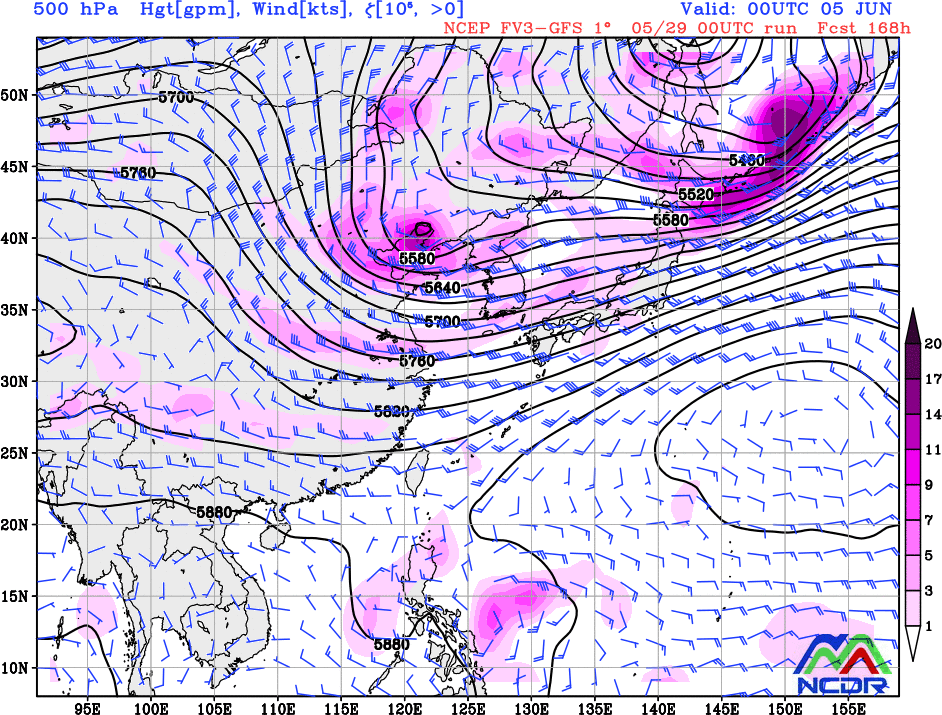 500 hPa Hgt[gpm], Wind[kts], ξ[10⁵, >0] Valid: 00UTC 05 JUN
NCEP FV3-GFS 1° 05/29 00UTC run Fcst 168h
50N
45N
40N
35N
30N
25N
20N
15N
10N
95E 100E 105E 110E 115E 120E 125E 130E 135E 140E 145E 150E 155E
5700
5760
5460
5520
5580
5580
5640
5700
5760
5820
5880
5880
20
17
14
11
9
7
5
3
1
NCDR